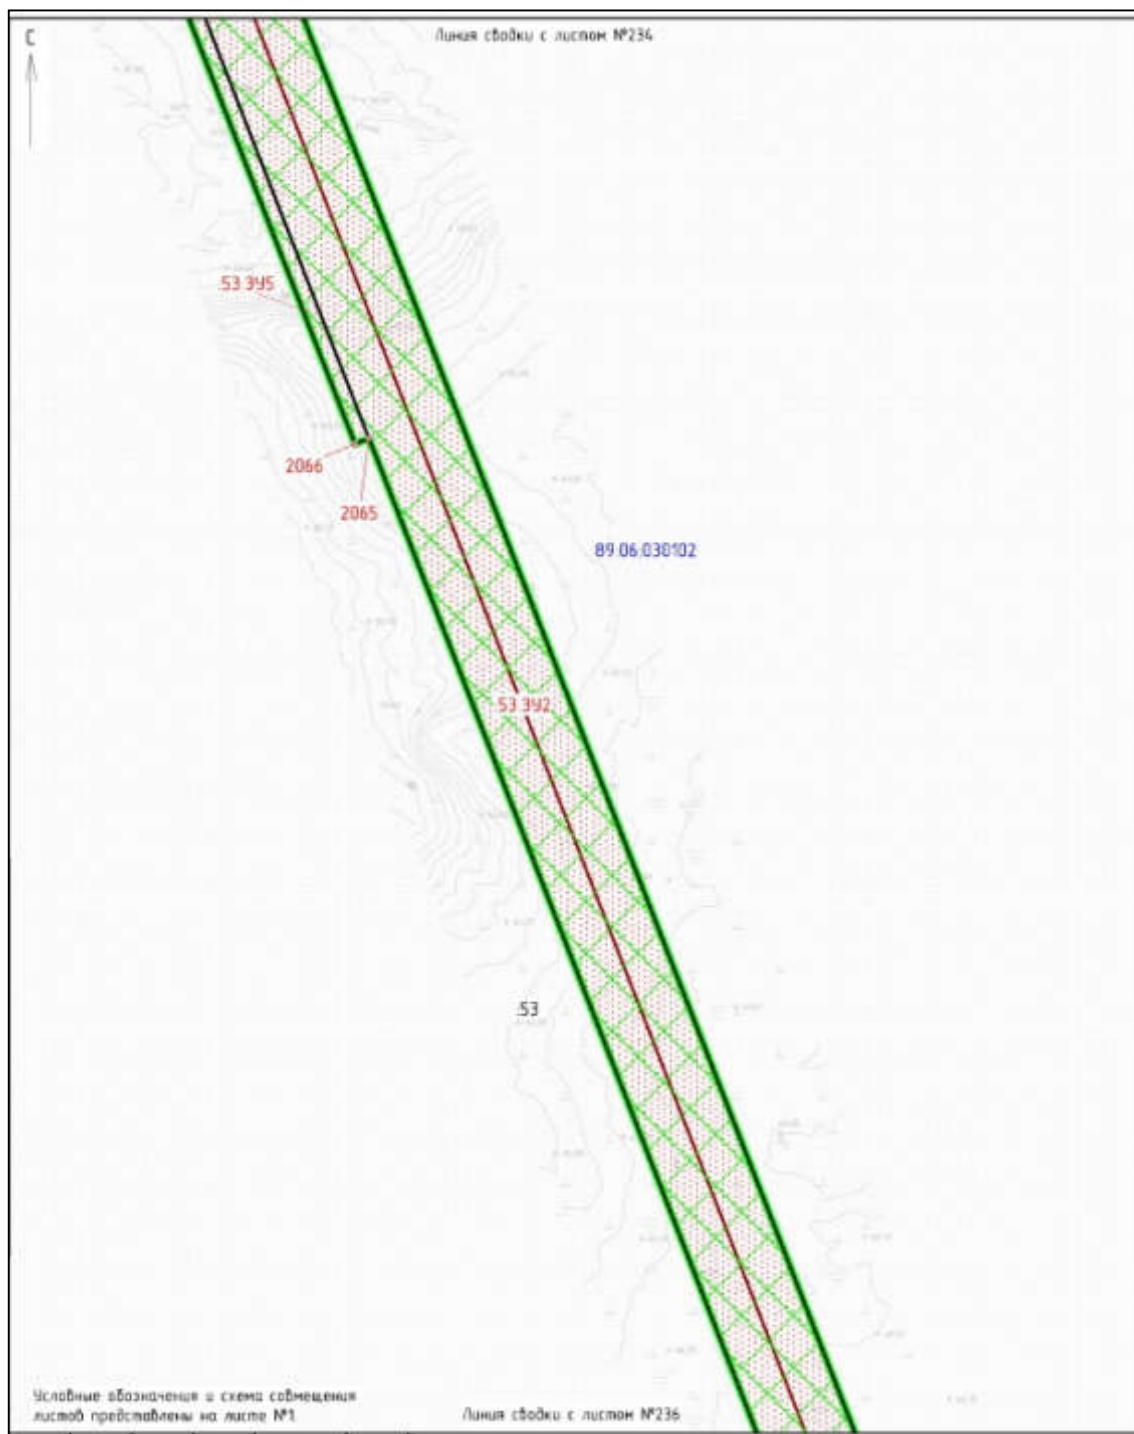 С
Линия сводки с листом №234
.53 ЗУ5
2066
2065
89 06:030102
53 ЗУ2
.53
Условные обозначения и схема совмещения
листов представлены на листе №1
Линия сводки с листом №236